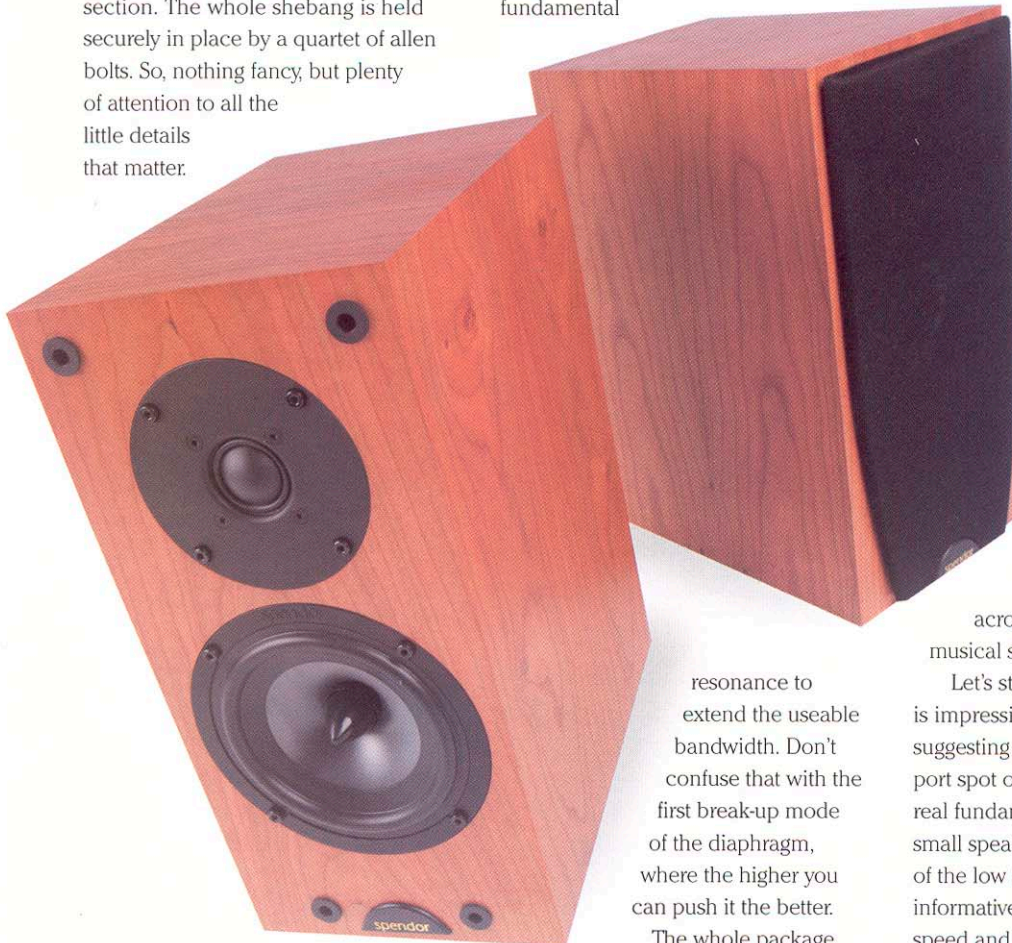 section. The whole shebang is held
securely in place by a quartet of allen
bolts. So, nothing fancy, but plenty
of attention to all the
little details
that matter.
fundamental
resonance to
extend the useable
bandwidth. Don't
confuse that with the
first break-up mode
of the diaphragm,
where the higher you
can push it the better.
The whole package
musical s
Let's st
is impressi
suggesting
port spot o
real fundar
small spea
of the low
informative
speed and
spendor
spendor